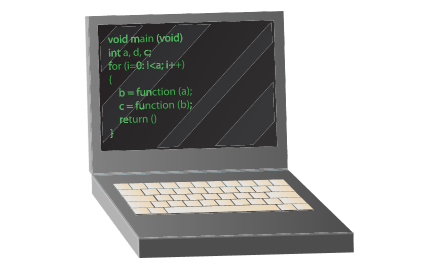 void main (void)
int a, d, c;
for (i=0: i<a; i++)
{
b = function (a);
c = function (b);
return ()
}